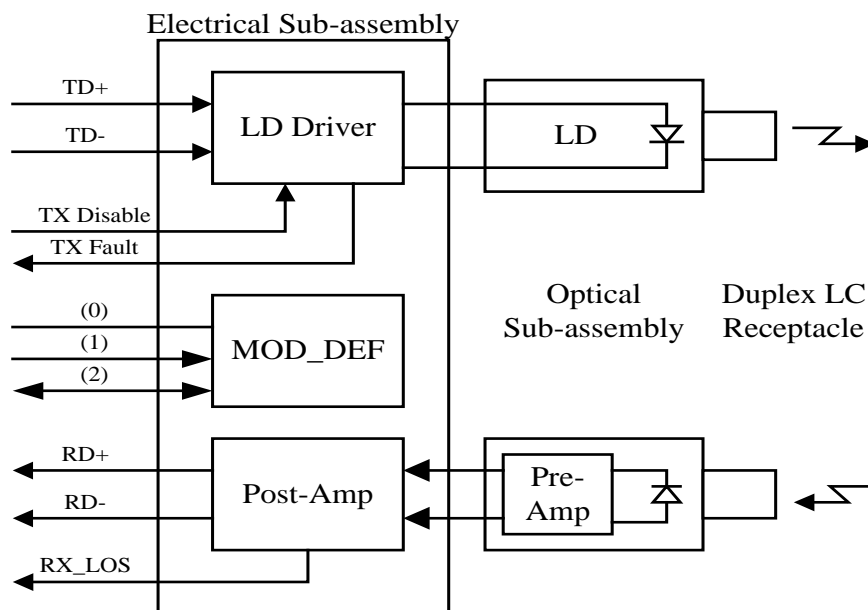 Electrical Sub-assembly
TD+
TD-
LD Driver
LD
TX Disable
TX Fault
(0)
(1)
(2)
MOD_DEF
Optical
Sub-assembly
Duplex LC
Receptacle
RD+
RD-
Post-Amp
Pre-
Amp
RX_LOS